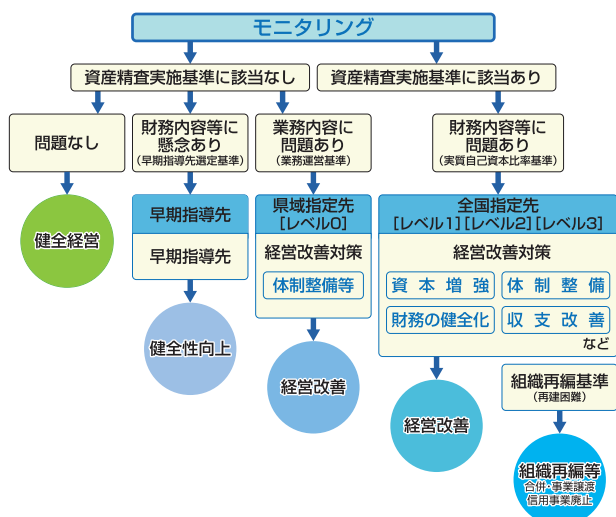 モニタリング
資産精査実施基準に該当なし
資産精査実施基準に該当あり
問題なし
財務内容等に
懸念あり
(早期指導先選定基準)
業務内容に
問題あり
(業務運営基準)
財務内容等に
問題あり
(実質自己資本比率基準)
健全経営
早期指導先
早期指導先
健全性向上
県域指定先
[レベル0]
経営改善対策
体制整備等
経営改善
全国指定先
[レベル1][レベル2][レベル3]
経営改善対策
資本増強
体制整備
財務の健全化
収支改善
など
経営改善
組織再編基準
(再建困難)
組織再編等
合併・事業譲渡
信用事業廃止